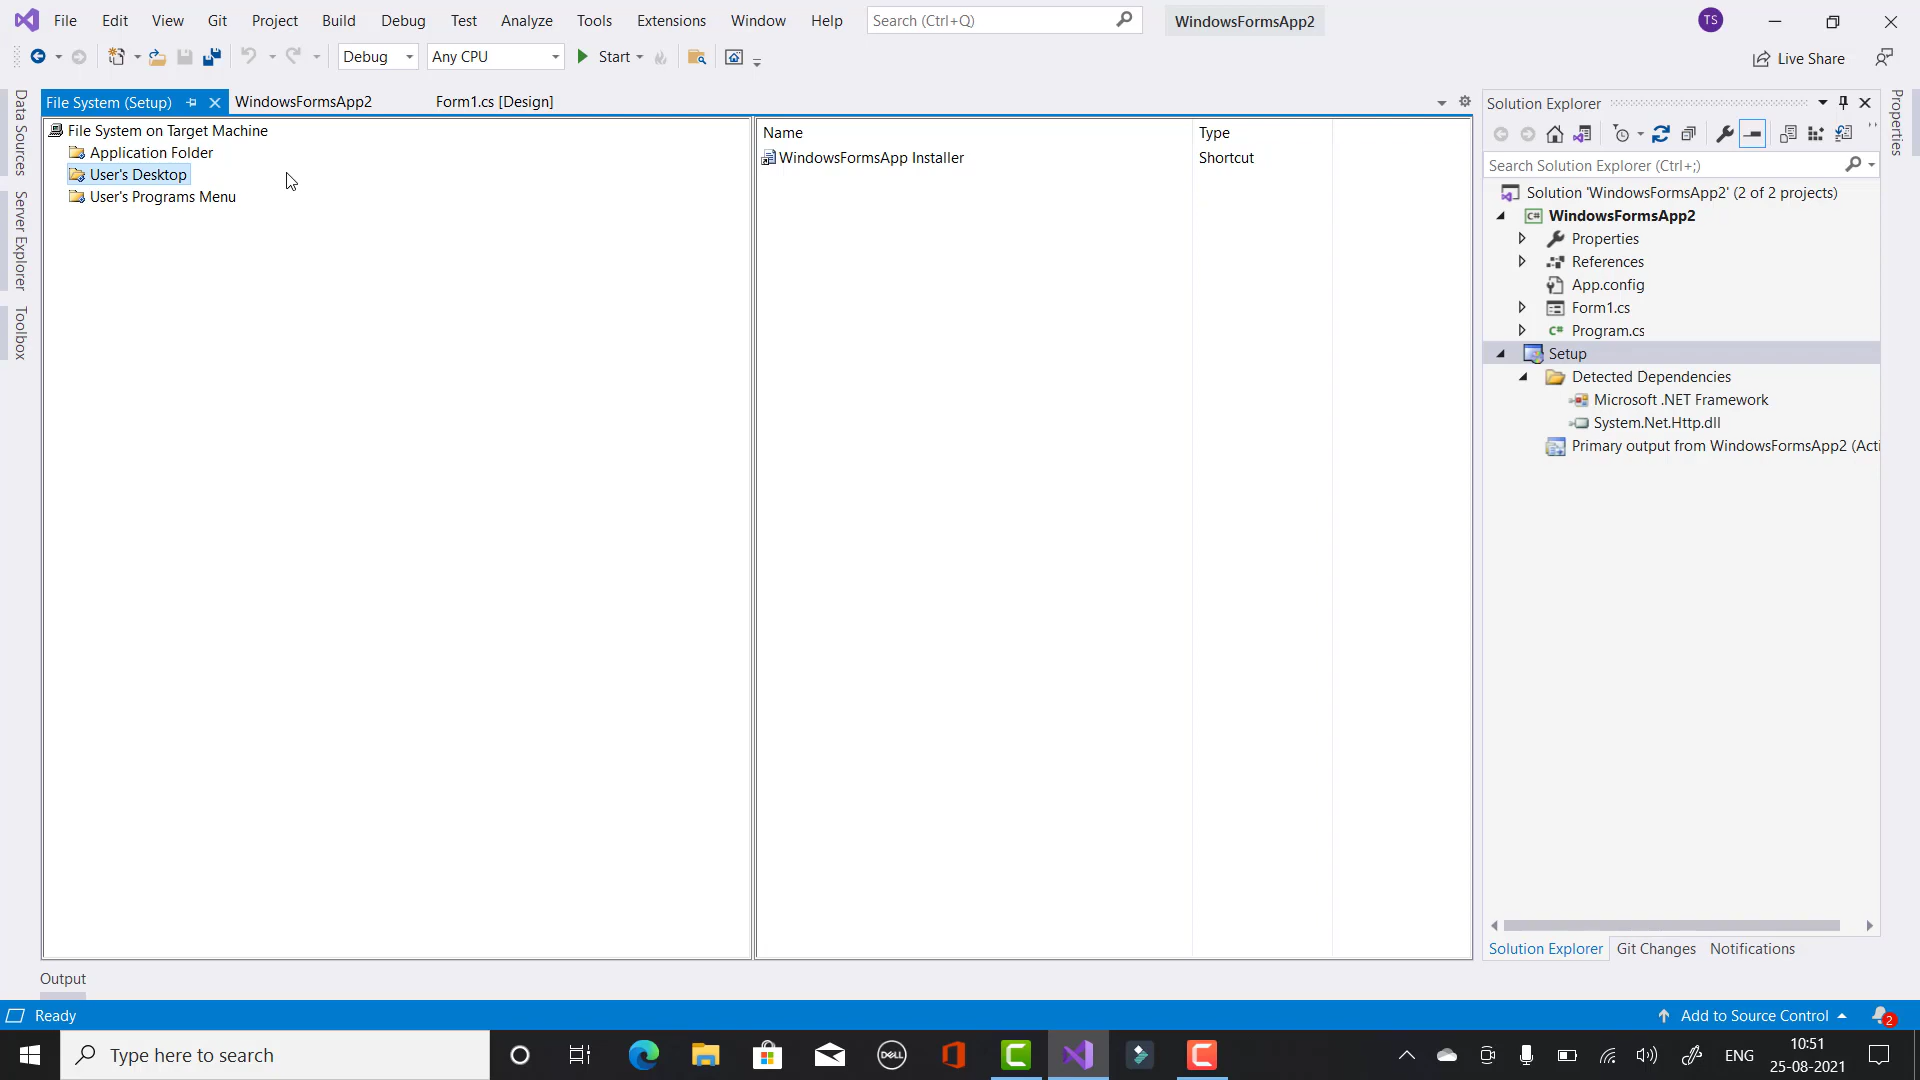 File Edit View Git Project Build Debug Test Analyze Tools Extensions Window Help Search (Ctrl+Q) WindowsFormsApp2 TS
Debug Any CPU Start Live Share
Data Sources
Server Explorer
Toolbox
File System (Setup) WindowsFormsApp2 Form1.cs [Design]
File System on Target Machine
Application Folder
User's Desktop
User's Programs Menu
Name Type
WindowsFormsApp Installer Shortcut
Solution Explorer
Search Solution Explorer (Ctrl+;)
Solution 'WindowsFormsApp2' (2 of 2 projects)
WindowsFormsApp2
Properties
References
App.config
Form1.cs
Program.cs
Setup
Detected Dependencies
Microsoft .NET Framework
System.Net.Http.dll
Primary output from WindowsFormsApp2 (Acti
Solution Explorer Git Changes Notifications
Properties
Output
Ready Add to Source Control 2
Type here to search DELL ENG 10:51
25-08-2021